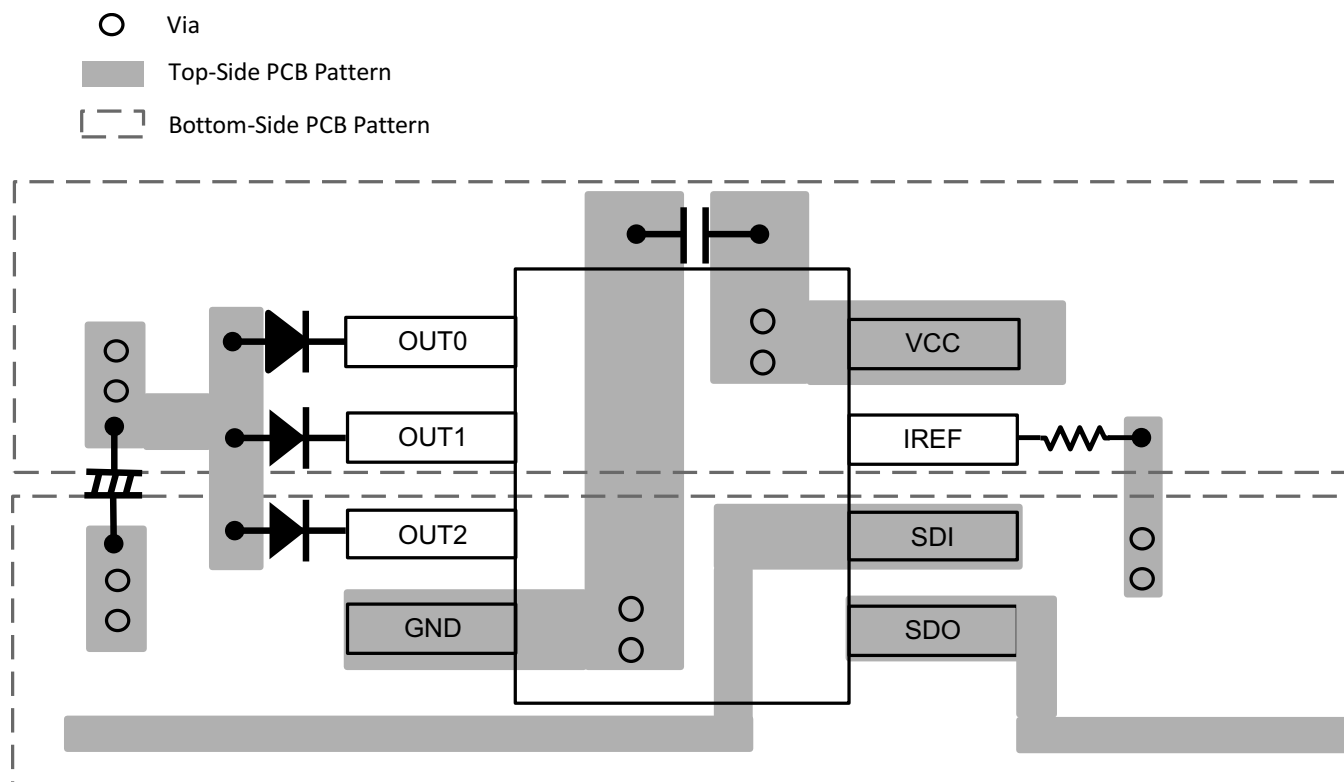 Via
Top-Side PCB Pattern
Bottom-Side PCB Pattern
OUT0
VCC
OUT1
IREF
OUT2
SDI
GND
SDO